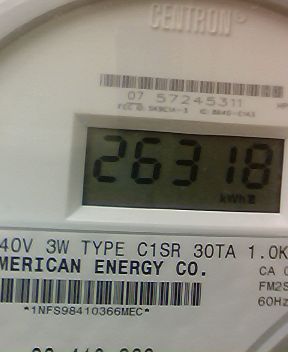 CENTRON®
07 57245311
26318
kWh
40V 3W TYPE C1SR 30TA 1.0K
MERICAN ENERGY CO.
CA 0
FM2S
60Hz
*1NFS98410366MEC*